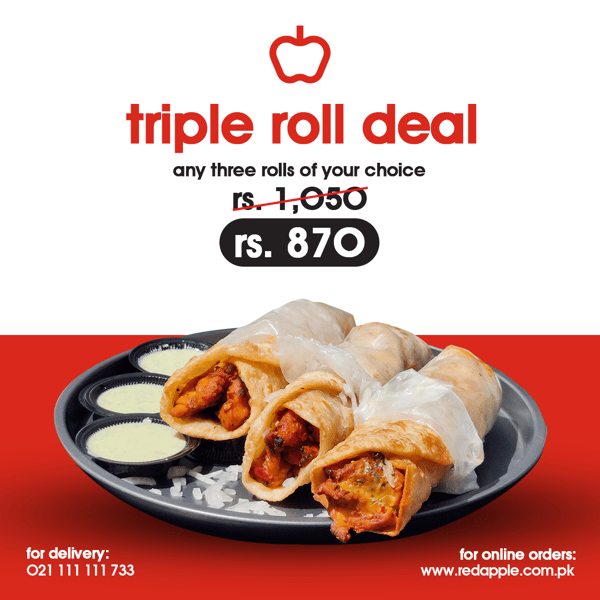 triple roll deal
any three rolls of your choice
rs. 1,050
rs. 870
for delivery:
021 111 111 733
for online orders:
www.redapple.com.pk